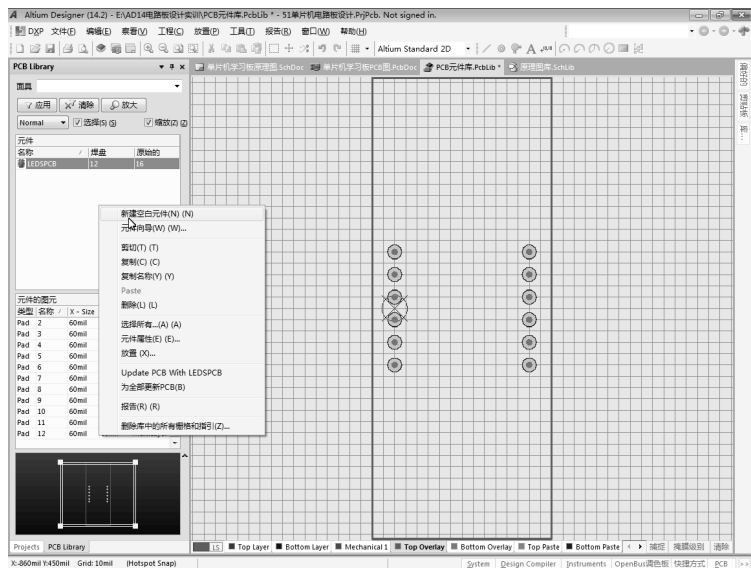 Altium Designer (14.2) - E:\AD14电路板设计实训\PCB元件库.PcbLib * - 51单片机电路板设计.PrjPcb. Not signed in.
DXP 文件(F) 编辑(E) 察看(V) 工程(C) 放置(P) 工具(T) 报告(R) 窗口(W) 帮助(H)
Altium Standard 2D
PCB Library
单片机学习板原理图.SchDoc 单片机学习板PCB图.PcbDoc PCB元件库.PcbLib * 原理图库.SchLib
面具
应用 清除 放大
Normal 选择(S) (S) 缩放(Z) (Z)
元件
名称 / 焊盘 原始的
LEDSPCB 12 16
新建空白元件(N) (N)
元件向导(W) (W)...
剪切(T) (T)
复制(C) (C)
复制名称(Y) (Y)
Paste
删除(L) (L)
选择所有...(A) (A)
元件属性(E) (E)...
放置 (X)...
Update PCB With LEDSPCB
为全部更新PCB(B)
报告(R) (R)
删除库中的所有栅格和指引(Z)...
元件的图元
类型 名称 / X - Size
Pad 2 60mil
Pad 3 60mil
Pad 4 60mil
Pad 5 60mil
Pad 6 60mil
Pad 7 60mil
Pad 8 60mil
Pad 9 60mil
Pad 10 60mil
Pad 11 60mil
Pad 12 60mil
Projects PCB Library
LS Top Layer Bottom Layer Mechanical 1 Top Overlay Bottom Overlay Top Paste Bottom Paste 捕捉 掩膜级别 清除
X:-860mil Y:450mil Grid: 10mil (Hotspot Snap)
System Design Compiler Instruments OpenBus调色板 快捷方式 PCB >>